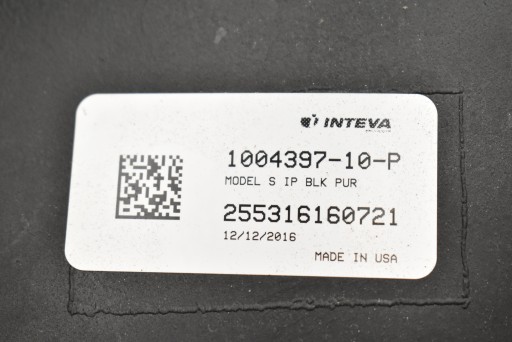 INTEVA
1004397-10-P
MODEL S IP BLK PUR
255316160721
12/12/2016
MADE IN USA